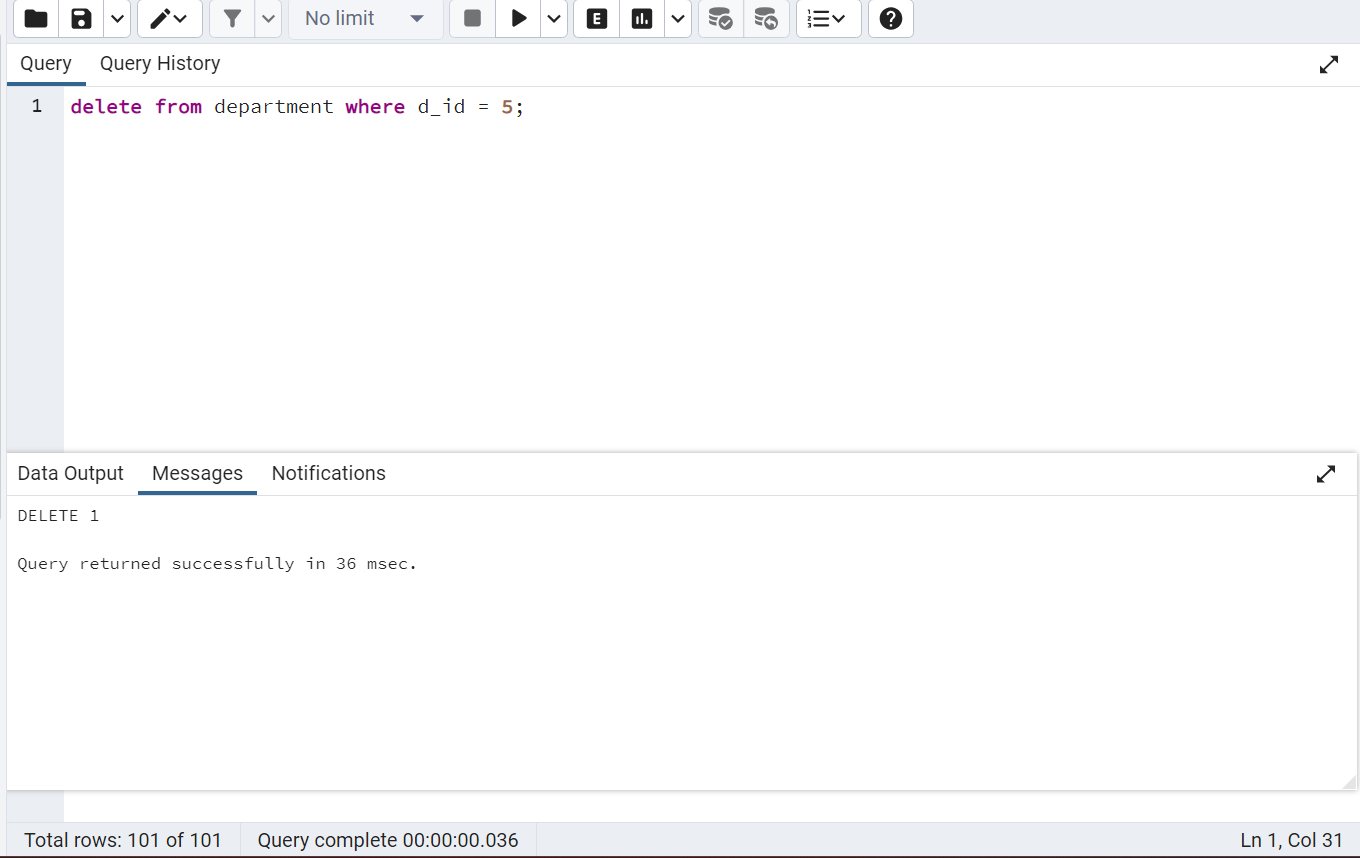 No limit
E
Query Query History
1 delete from department where d_id = 5;
Data Output Messages Notifications
DELETE 1
Query returned successfully in 36 msec.
Total rows: 101 of 101 Query complete 00:00:00.036 Ln 1, Col 31